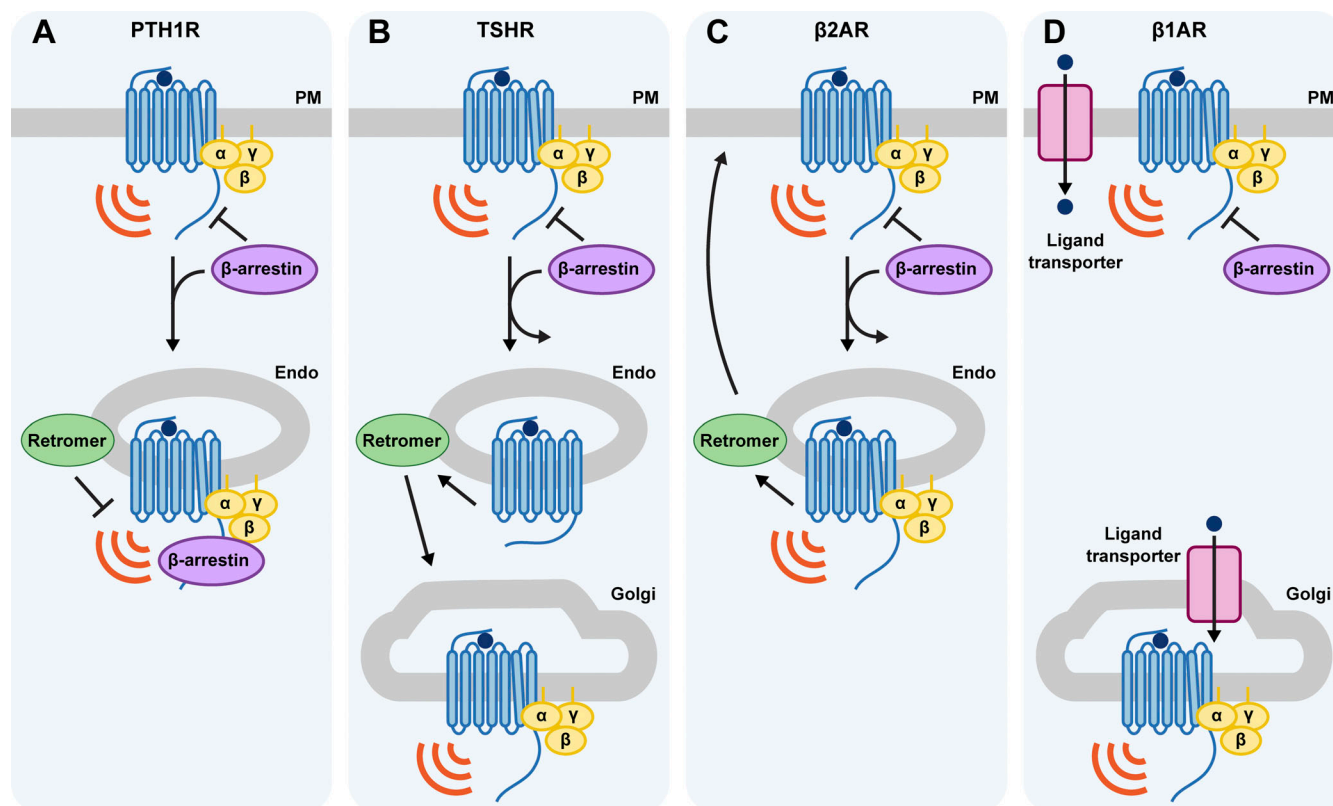 A
PTH1R
PM
α
γ
β
β-arrestin
Endo
Retromer
α
γ
β
β-arrestin
B
TSHR
PM
α
γ
β
β-arrestin
Endo
Retromer
Golgi
α
γ
β
C
β2AR
PM
α
γ
β
β-arrestin
Endo
Retromer
α
γ
β
D
β1AR
PM
α
γ
β
Ligand
transporter
β-arrestin
Ligand
transporter
Golgi
α
γ
β